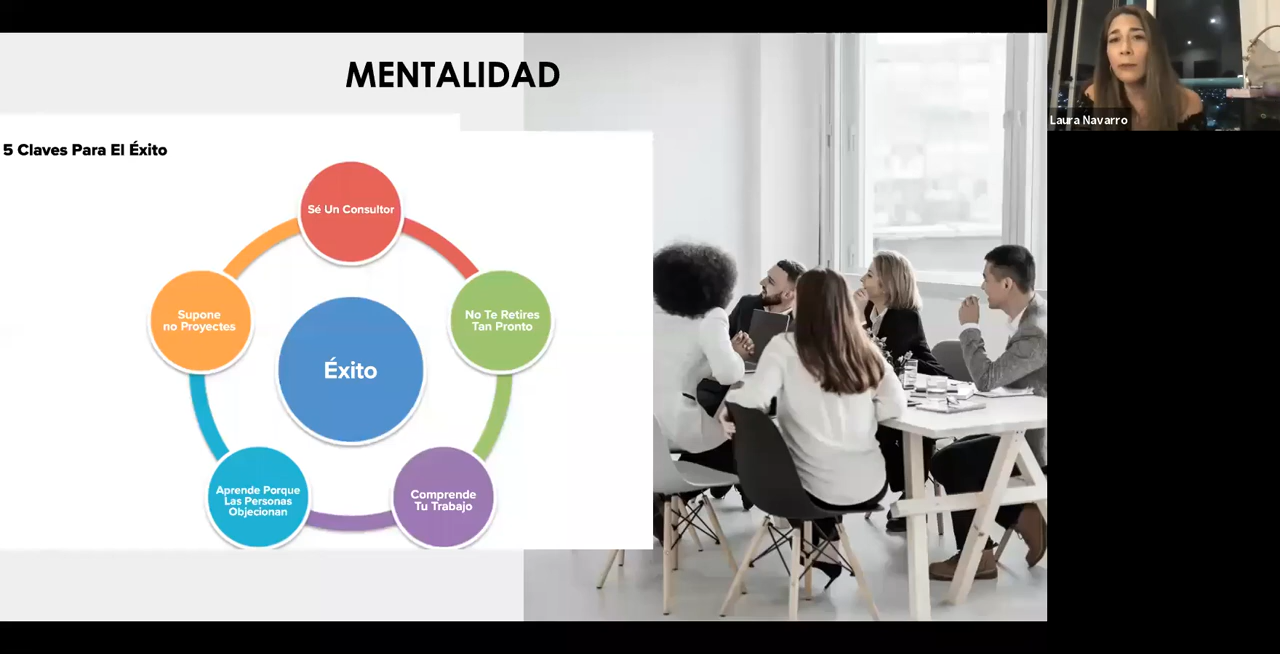 MENTALIDAD
Laura Navarro
5 Claves Para El Éxito
Sé Un Consultor
No Te Retires
Tan Pronto
Comprende
Tu Trabajo
Aprende Porque
Las Personas
Objecionan
Supone
no Proyectes
Éxito